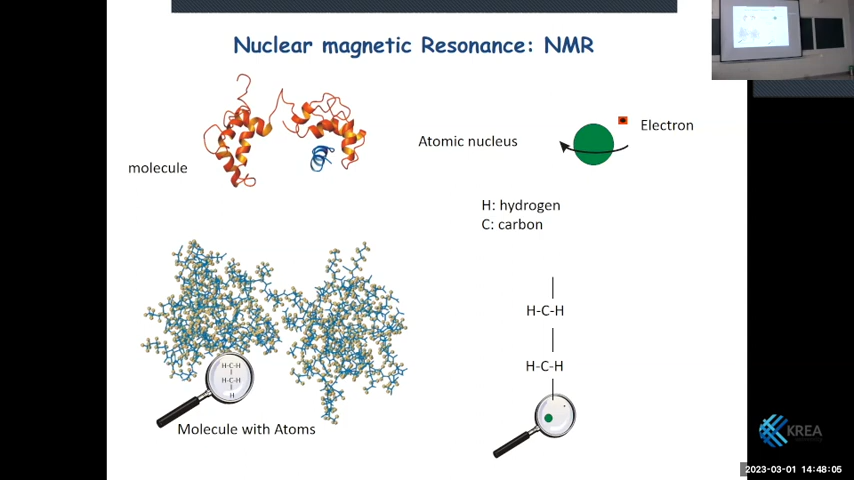 Nuclear magnetic Resonance: NMR
molecule
Atomic nucleus
Electron
H: hydrogen
C: carbon
H-C-H
H-C-H
H-C-H
H-C-H
H
Molecule with Atoms
KREA
2023-03-01 14:48:05